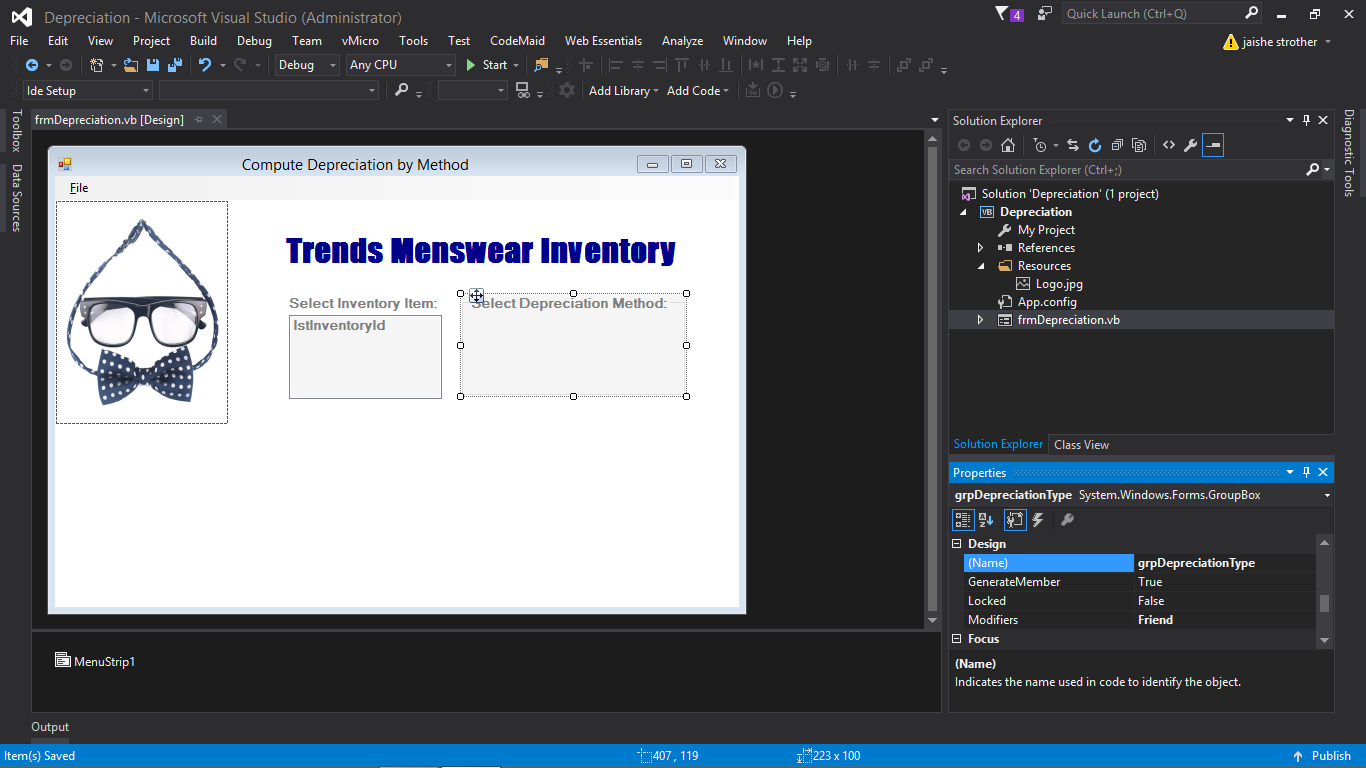 Depreciation - Microsoft Visual Studio (Administrator)
4
Quick Launch (Ctrl+Q)
File Edit View Project Build Debug Team vMicro Tools Test CodeMaid Web Essentials Analyze Window Help
jaishe strother
Debug Any CPU Start
Ide Setup Add Library Add Code
Toolbox
Data Sources
frmDepreciation.vb [Design]
Compute Depreciation by Method
File
Trends Menswear Inventory
Select Inventory Item:
Select Depreciation Method:
lstInventoryId
MenuStrip1
Solution Explorer
Search Solution Explorer (Ctrl+;)
Solution 'Depreciation' (1 project)
VB Depreciation
My Project
References
Resources
Logo.jpg
App.config
frmDepreciation.vb
Solution Explorer Class View
Properties
grpDepreciationType System.Windows.Forms.GroupBox
Design
(Name) grpDepreciationType
GenerateMember True
Locked False
Modifiers Friend
Focus
(Name)
Indicates the name used in code to identify the object.
Diagnostic Tools
Output
Item(s) Saved 407 , 119 223 x 100 Publish